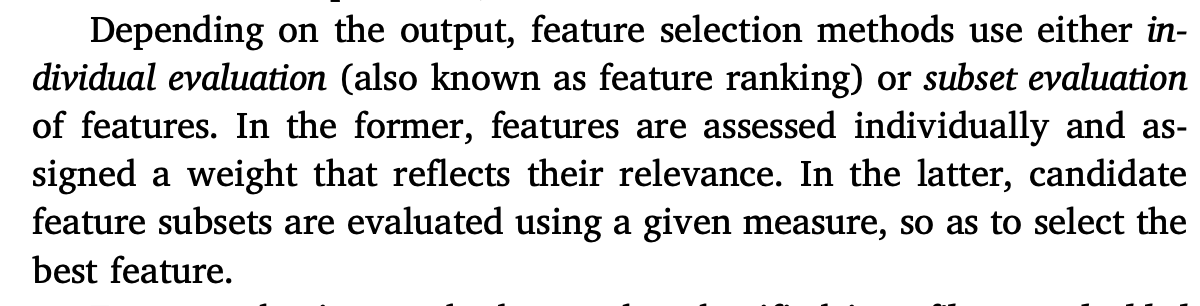 Depending on the output, feature selection methods use either in-
dividual evaluation (also known as feature ranking) or subset evaluation
of features. In the former, features are assessed individually and as-
signed a weight that reflects their relevance. In the latter, candidate
feature subsets are evaluated using a given measure, so as to select the
best feature.